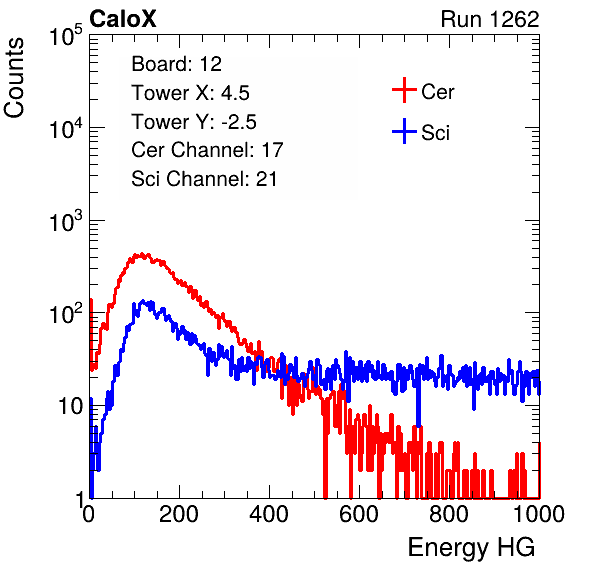 CaloX Run 1262
Counts
Board: 12
Tower X: 4.5
Tower Y: -2.5
Cer Channel: 17
Sci Channel: 21
Cer
Sci
10^5
10^4
10^3
10^2
10
1
0 200 400 600 800 1000
Energy HG